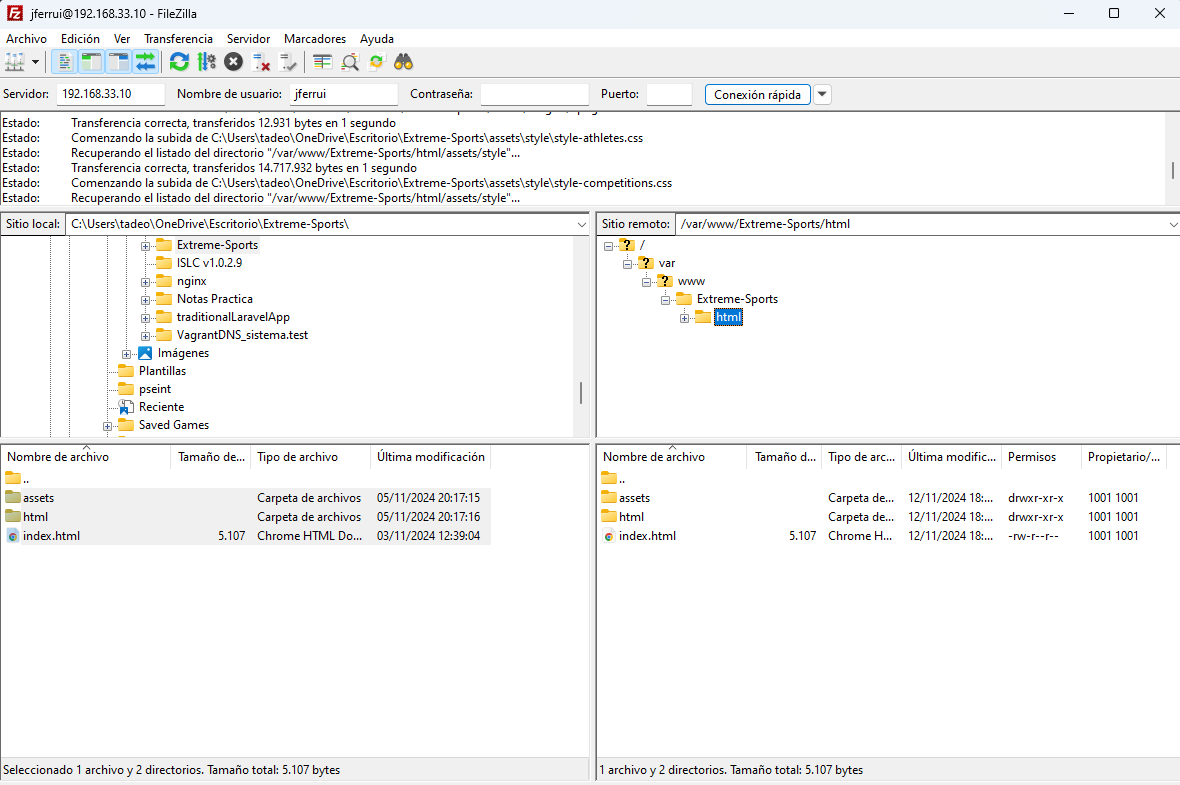 jferrui@192.168.33.10 - FileZilla
Archivo Edición Ver Transferencia Servidor Marcadores Ayuda
Servidor: 192.168.33.10 Nombre de usuario: jferrui Contraseña: Puerto: Conexión rápida
Estado: Transferencia correcta, transferidos 12.931 bytes en 1 segundo
Estado: Comenzando la subida de C:\Users\tadeo\OneDrive\Escritorio\Extreme-Sports\assets\style\style-athletes.css
Estado: Recuperando el listado del directorio "/var/www/Extreme-Sports/html/assets/style"...
Estado: Transferencia correcta, transferidos 14.717.932 bytes en 1 segundo
Estado: Comenzando la subida de C:\Users\tadeo\OneDrive\Escritorio\Extreme-Sports\assets\style\style-competitions.css
Estado: Recuperando el listado del directorio "/var/www/Extreme-Sports/html/assets/style"...
Sitio local: C:\Users\tadeo\OneDrive\Escritorio\Extreme-Sports\
Extreme-Sports
ISLC v1.0.2.9
nginx
Notas Practica
traditionalLaravelApp
VagrantDNS_sistema.test
Imágenes
Plantillas
pseint
Reciente
Saved Games
Sitio remoto: /var/www/Extreme-Sports/html
? /
? var
? www
Extreme-Sports
html
Nombre de archivo Tamaño de... Tipo de archivo Última modificación
..
assets Carpeta de archivos 05/11/2024 20:17:15
html Carpeta de archivos 05/11/2024 20:17:16
index.html 5.107 Chrome HTML Do... 03/11/2024 12:39:04
Seleccionado 1 archivo y 2 directorios. Tamaño total: 5.107 bytes
Nombre de archivo Tamaño d... Tipo de arc... Última modific... Permisos Propietario/...
..
assets Carpeta de... 12/11/2024 18:... drwxr-xr-x 1001 1001
html Carpeta de... 12/11/2024 18:... drwxr-xr-x 1001 1001
index.html 5.107 Chrome H... 12/11/2024 18:... -rw-r--r-- 1001 1001
1 archivo y 2 directorios. Tamaño total: 5.107 bytes